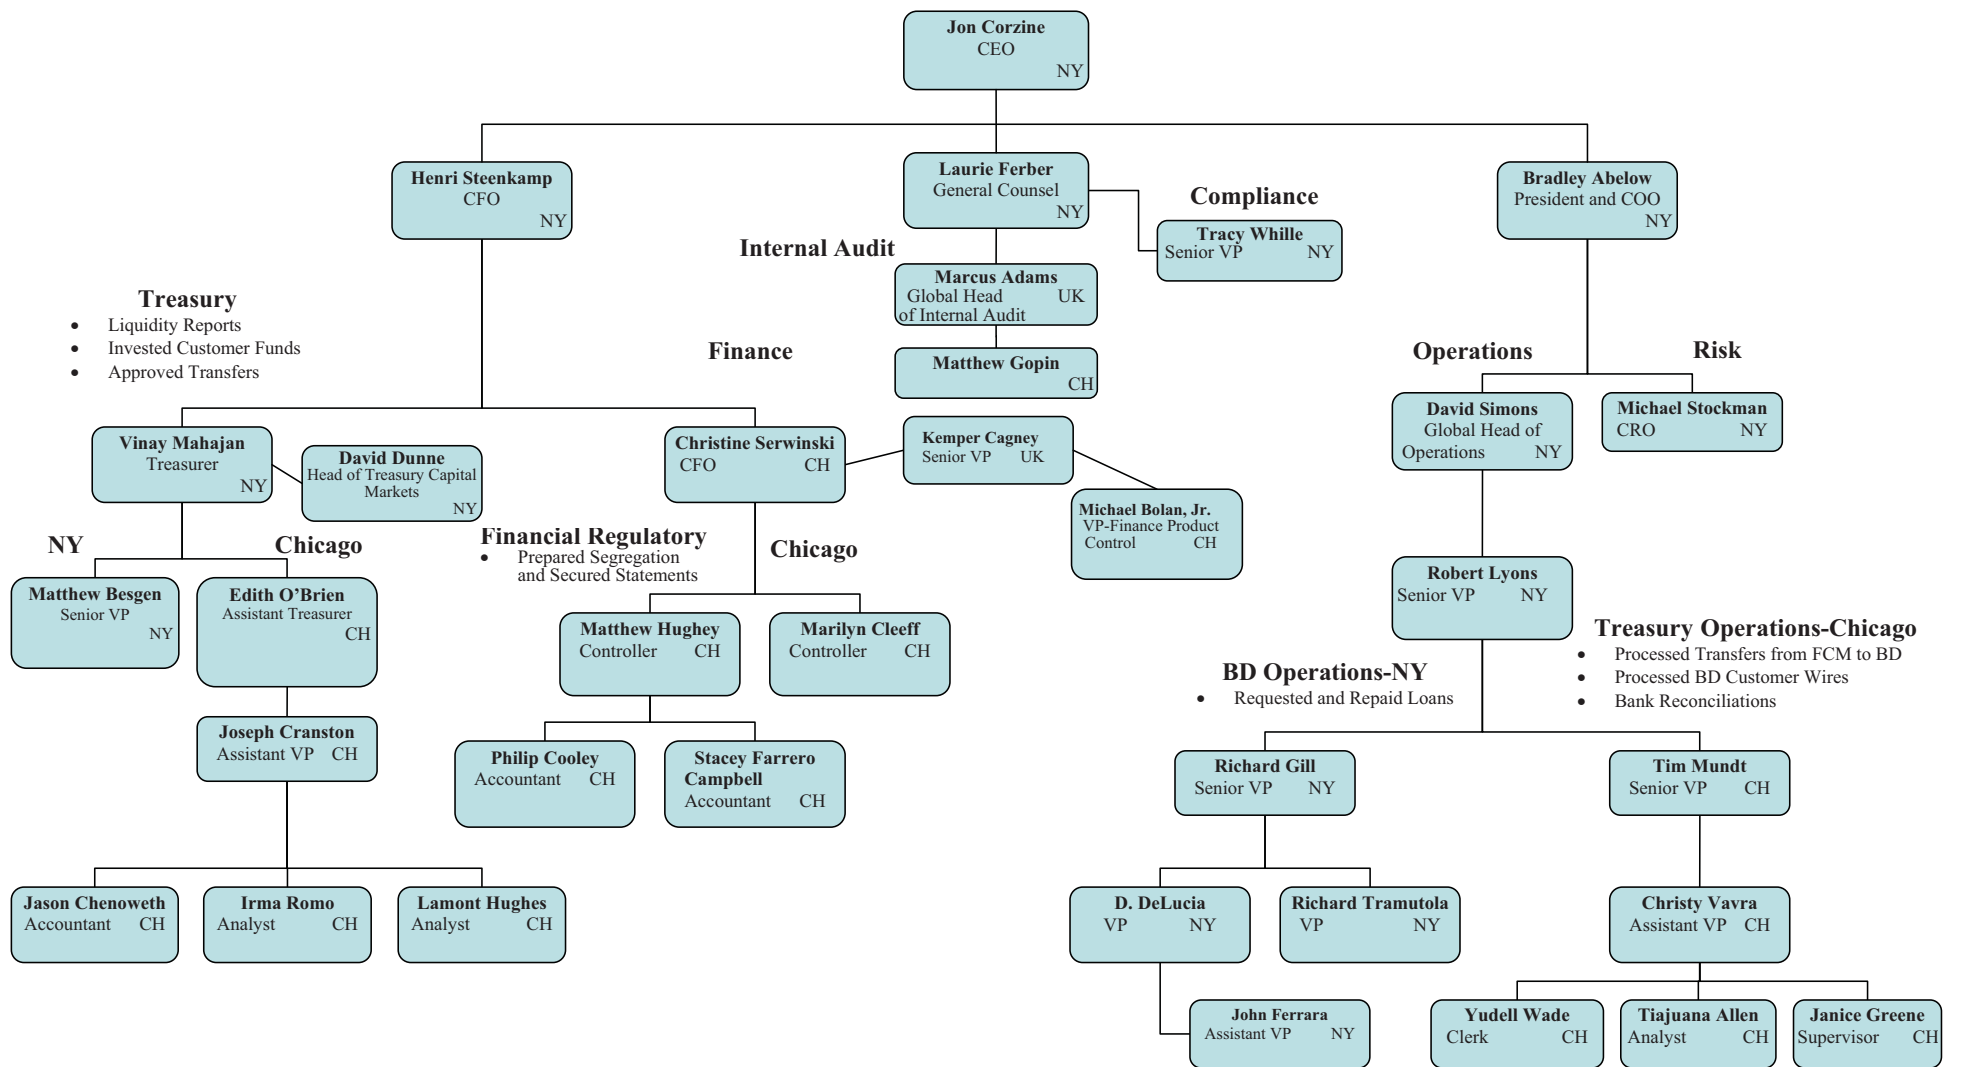 Jon Corzine
CEO
NY
Henri Steenkamp
CFO
NY
Laurie Ferber
General Counsel
NY
Compliance
Tracy Whille
Senior VP NY
Bradley Abelow
President and COO
NY
Internal Audit
Marcus Adams
Global Head UK
of Internal Audit
Matthew Gopin
CH
Treasury
• Liquidity Reports
• Invested Customer Funds
• Approved Transfers
Finance
Operations
Risk
Vinay Mahajan
Treasurer
NY
David Dunne
Head of Treasury Capital
Markets
NY
Christine Serwinski
CFO CH
Kemper Cagney
Senior VP UK
Michael Bolan, Jr.
VP-Finance Product
Control CH
David Simons
Global Head of
Operations NY
Michael Stockman
CRO NY
NY
Chicago
Financial Regulatory
• Prepared Segregation
and Secured Statements
Chicago
Matthew Besgen
Senior VP
NY
Edith O’Brien
Assistant Treasurer
CH
Matthew Hughey
Controller CH
Marilyn Cleeff
Controller CH
Robert Lyons
Senior VP NY
Treasury Operations-Chicago
• Processed Transfers from FCM to BD
• Processed BD Customer Wires
• Bank Reconciliations
BD Operations-NY
• Requested and Repaid Loans
Joseph Cranston
Assistant VP CH
Philip Cooley
Accountant CH
Stacey Farrero
Campbell
Accountant CH
Richard Gill
Senior VP NY
Tim Mundt
Senior VP CH
Jason Chenoweth
Accountant CH
Irma Romo
Analyst CH
Lamont Hughes
Analyst CH
D. DeLucia
VP NY
Richard Tramutola
VP NY
Christy Vavra
Assistant VP CH
John Ferrara
Assistant VP NY
Yudell Wade
Clerk CH
Tiajuana Allen
Analyst CH
Janice Greene
Supervisor CH